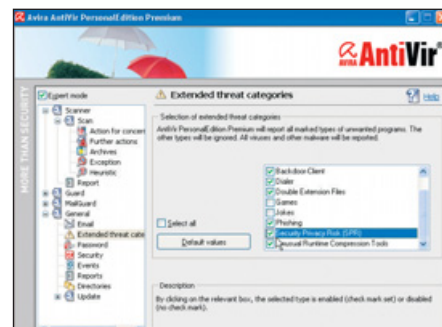 Avira AntiVir PersonalEdition Premium
AVIRA AntiVir
MORE THAN SECURITY
Expert mode
Scanner
Scan
Action for concern
Further actions
Archives
Exception
Heuristic
Report
Guard
MailGuard
General
Email
Extended threat cate
Password
Security
Events
Reports
Directories
Update
Extended threat categories
Help
Selection of extended threat categories
AntiVir PersonalEdition Premium will report all marked types of unwanted programs. The
other types will be ignored. All viruses and other malware will be reported.
Backdoor-Client
Dialer
Double Extension Files
Games
Jokes
Phishing
Security Privacy Risk (SPR)
Unusual Runtime Compression Tools
Select all
Default values
Description
By clicking on the relevant box, the selected type is enabled (check mark set) or disabled
(no check mark).